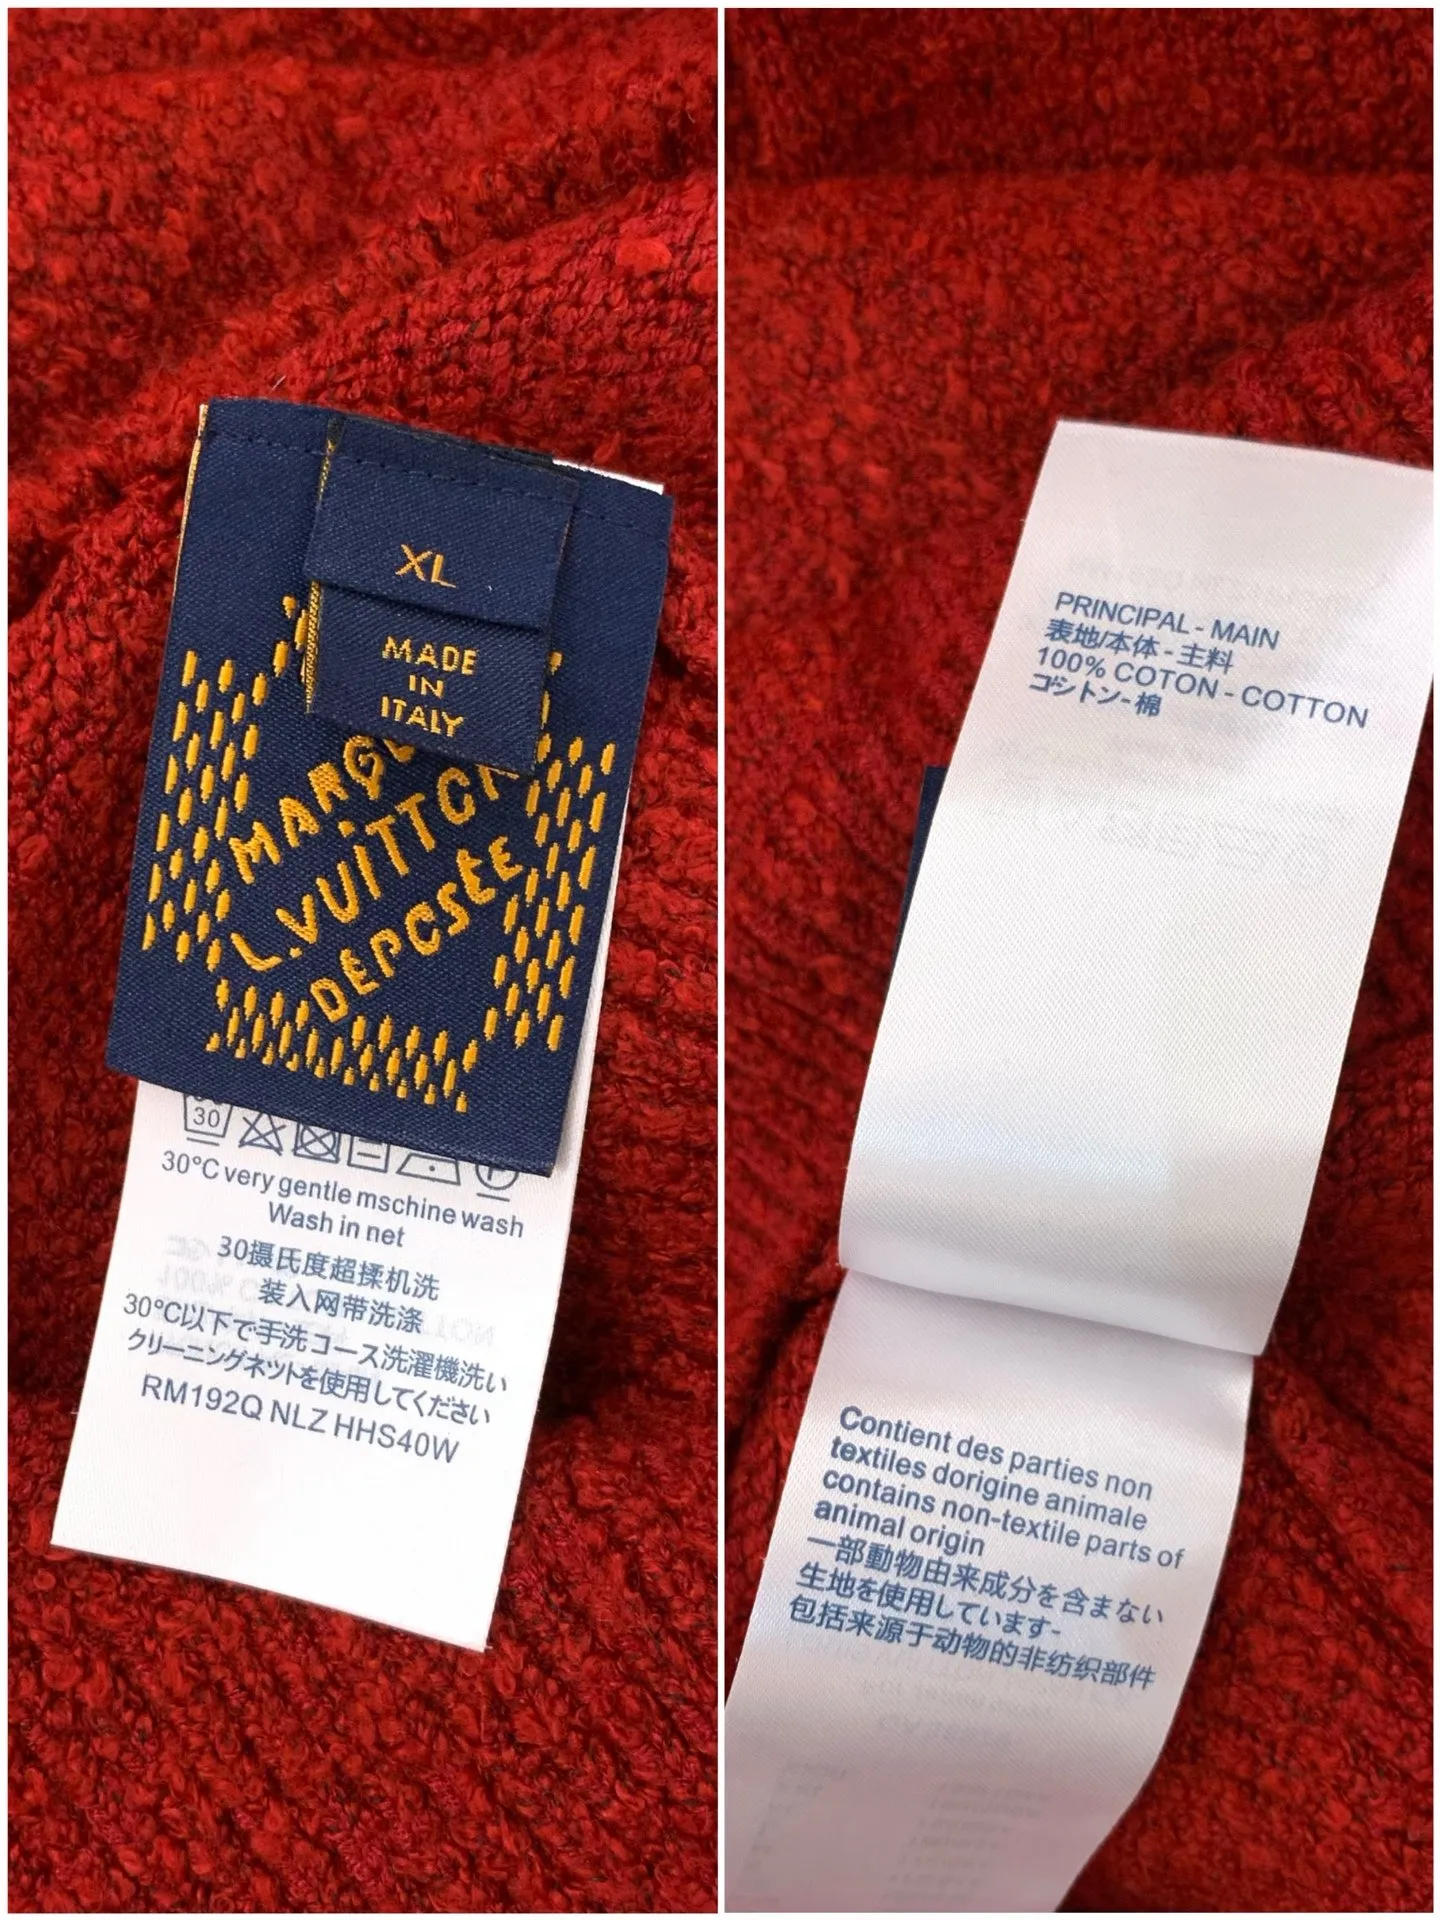 XL
MADE
IN
ITALY
L.VUITTON
DÉPOSÉE
30
30°C very gentle mschine wash
Wash in net
30摄氏度超揉机洗
装入网带洗涤
30°C以下で手洗コース洗濯機洗い
クリーニングネットを使用してください
RM192Q NLZ HHS40W
PRINCIPAL - MAIN
表地/本体 - 主料
100% COTON - COTTON
ゴシトン - 棉
Contient des parties non
textiles dorigine animale
contains non-textile parts of
animal origin
一部動物由来成分を含まない
生地を使用しています-
包括来源于动物的非纺织部件